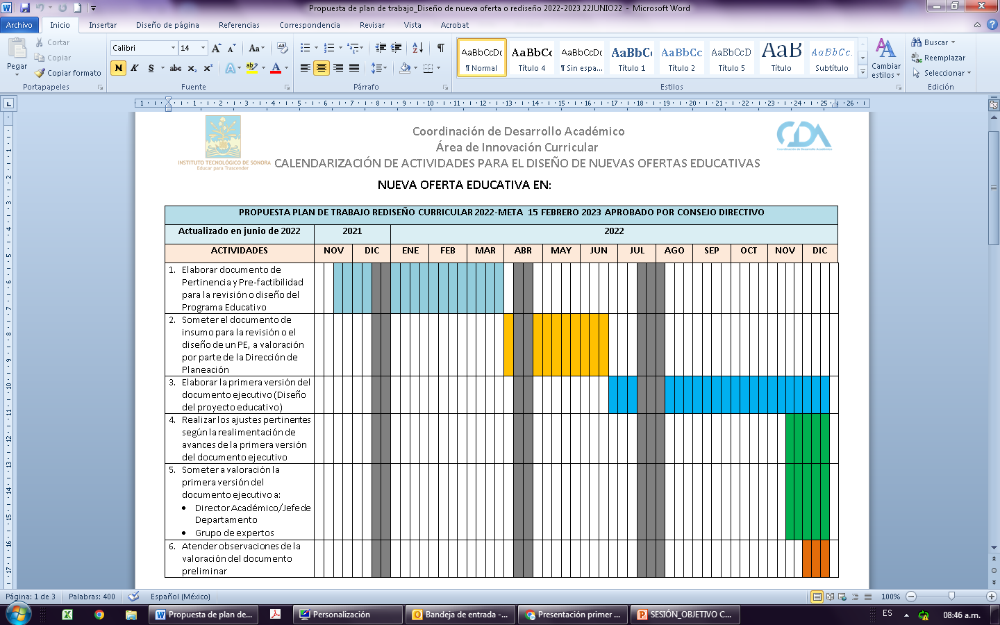 Propuesta de plan de trabajo_Diseño de nueva oferta o rediseño 2022-2023 22JUNIO22 - Microsoft Word
Archivo Inicio Insertar Diseño de página Referencias Correspondencia Revisar Vista Acrobat
Pegar
Cortar
Copiar
Copiar formato
Portapapeles
Calibri 14
Fuente
Párrafo
AaBbCcDc AaBbCc AaBbCcDc AaBbC AaBbCc AaBbCcD AaB AaBbCc.
¶ Normal Título 4 ¶ Sin espa... Título 1 Título 2 Título 5 Título Subtítulo
Cambiar estilos
Estilos
Buscar
Reemplazar
Seleccionar
Edición
INSTITUTO TECNOLÓGICO DE SONORA
Educar para Trascender
Coordinación de Desarrollo Académico
Área de Innovación Curricular
CALENDARIZACIÓN DE ACTIVIDADES PARA EL DISEÑO DE NUEVAS OFERTAS EDUCATIVAS
CDA
Coordinación de Desarrollo Académico
NUEVA OFERTA EDUCATIVA EN:
PROPUESTA PLAN DE TRABAJO REDISEÑO CURRICULAR 2022-META 15 FEBRERO 2023 APROBADO POR CONSEJO DIRECTIVO
Actualizado en junio de 2022 2021 2022
ACTIVIDADES NOV DIC ENE FEB MAR ABR MAY JUN JUL AGO SEP OCT NOV DIC
1. Elaborar documento de
Pertinencia y Pre-factibilidad
para la revisión o diseño del
Programa Educativo
2. Someter el documento de
insumo para la revisión o el
diseño de un PE, a valoración
por parte de la Dirección de
Planeación
3. Elaborar la primera versión del
documento ejecutivo (Diseño
del proyecto educativo)
4. Realizar los ajustes pertinentes
según la realimentación de
avances de la primera versión
del documento ejecutivo
5. Someter a valoración la
primera versión del
documento ejecutivo a:
• Director Académico/Jefe de
Departamento
• Grupo de expertos
6. Atender observaciones de la
valoración del documento
preliminar
Página: 1 de 3 Palabras: 400 Español (México) 100%
Propuesta de plan de... Personalización Bandeja de entrada -... Presentación primer ... SESIÓN_OBJETIVO C... ES 08:46 a.m.